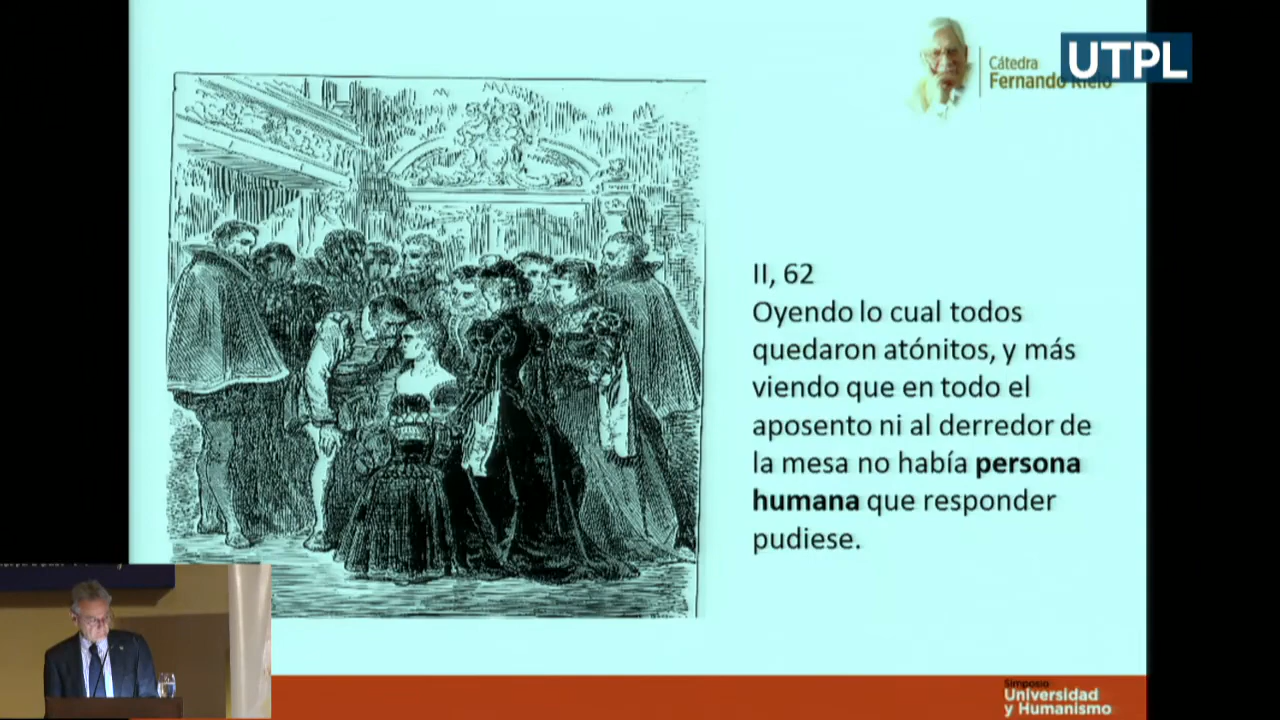 UTPL
Cátedra
Fernando Rielo
II, 62
Oyendo lo cual todos
quedaron atónitos, y más
viendo que en todo el
aposento ni al derredor de
la mesa no había persona
humana que responder
pudiese.
Simposio
Universidad
y Humanismo